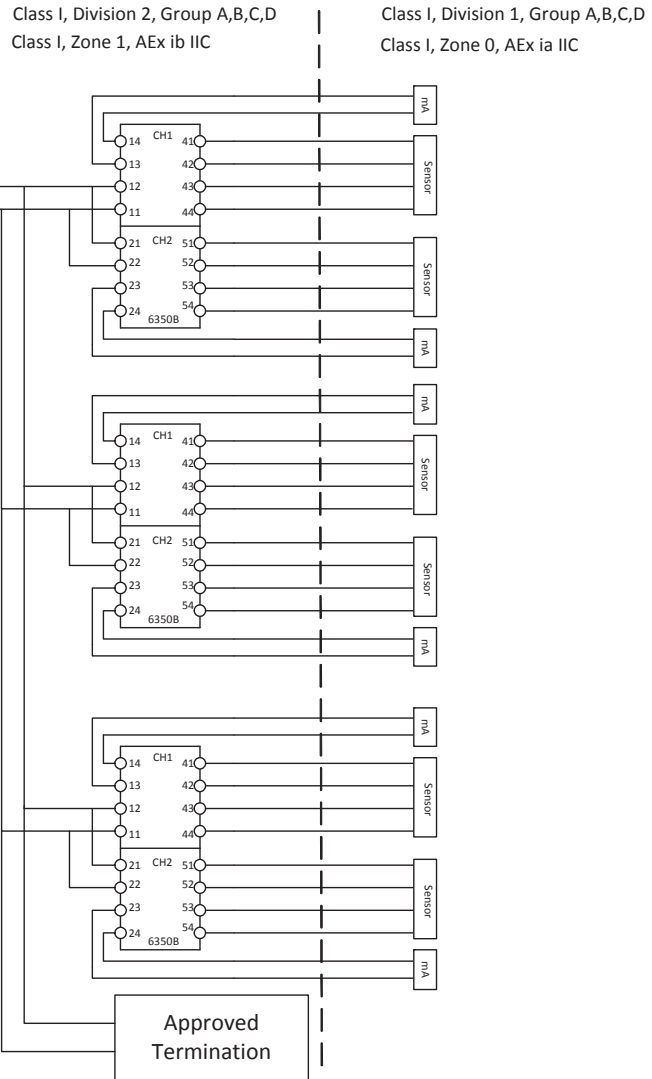 Class I, Division 2, Group A,B,C,D
Class I, Zone 1, AEx ib IIC
Class I, Division 1, Group A,B,C,D
Class I, Zone 0, AEx ia IIC
mA
14 CH1 41
13 42
12 43
11 44
Sensor
21 CH2 51
22 52
23 53
24 54
6350B
Sensor
mA
mA
14 CH1 41
13 42
12 43
11 44
Sensor
21 CH2 51
22 52
23 53
24 54
6350B
Sensor
mA
mA
14 CH1 41
13 42
12 43
11 44
Sensor
21 CH2 51
22 52
23 53
24 54
6350B
Sensor
mA
Approved
Termination